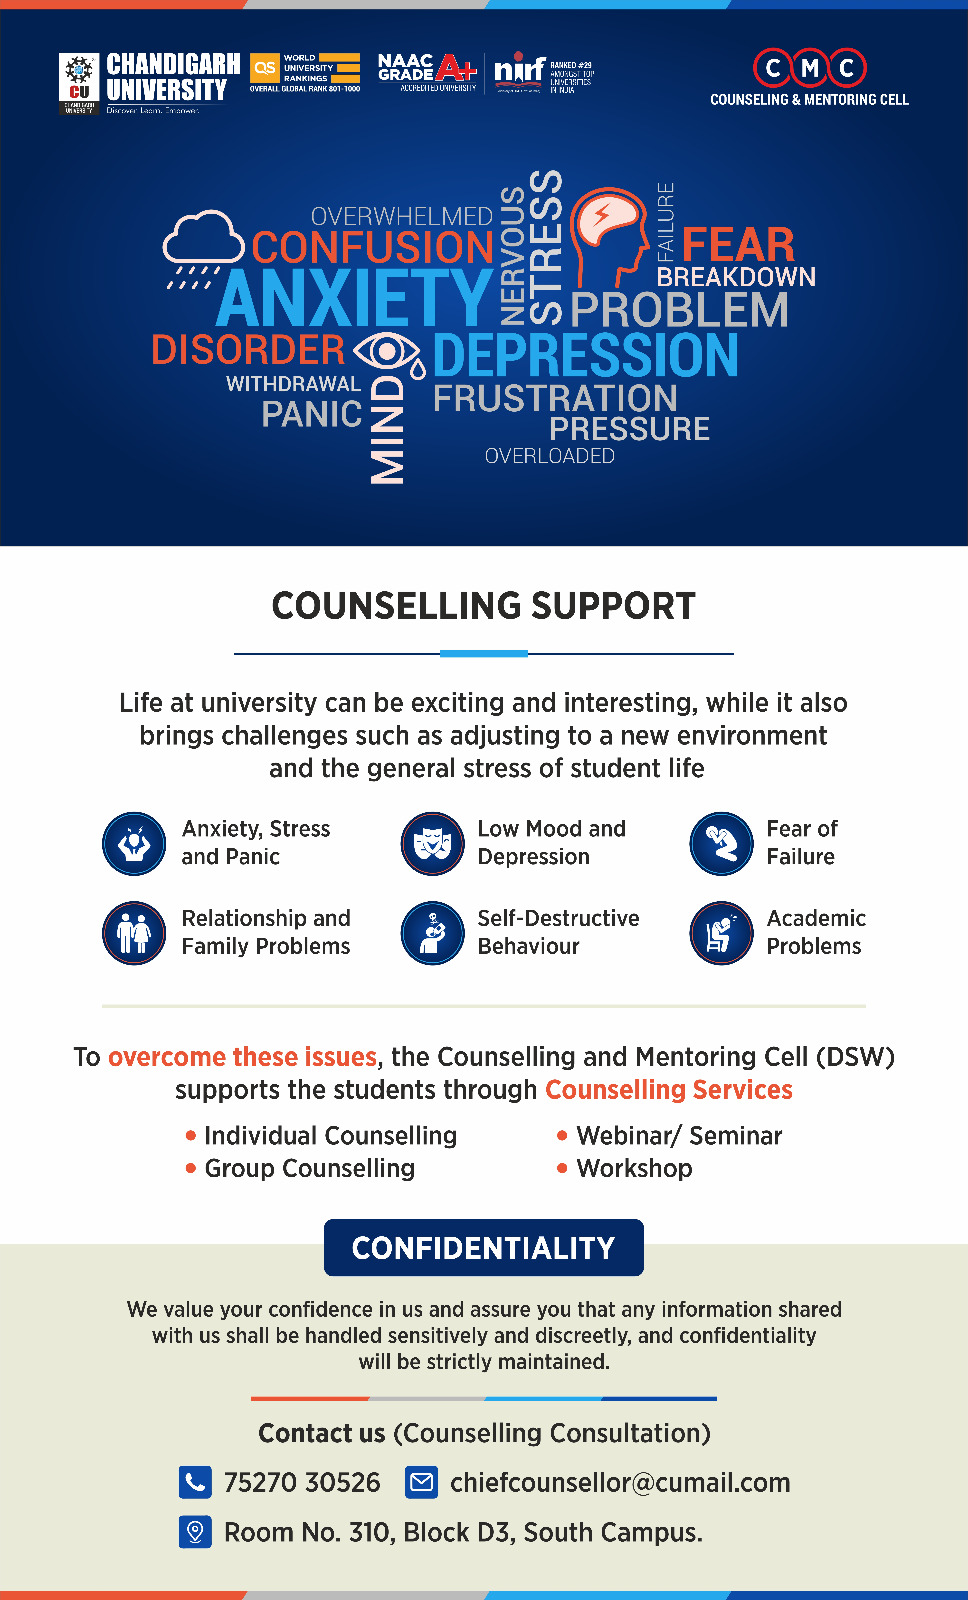 CHANDIGARH
UNIVERSITY
Discover. Learn. Empower.
CU
CHANDIGARH
UNIVERSITY
QS
WORLD
UNIVERSITY
RANKINGS
OVERALL GLOBAL RANK 801-1000
NAAC
GRADE A+
ACCREDITED UNIVERSITY
nirf
RANKED #29
AMONGST TOP
UNIVERSITIES
IN INDIA
C M C
COUNSELING & MENTORING CELL
OVERWHELMED
CONFUSION
ANXIETY
NERVOUS
STRESS
FAILURE
FEAR
BREAKDOWN
PROBLEM
DISORDER
DEPRESSION
WITHDRAWAL
PANIC
MIND
FRUSTRATION
PRESSURE
OVERLOADED
COUNSELLING SUPPORT
Life at university can be exciting and interesting, while it also
brings challenges such as adjusting to a new environment
and the general stress of student life
Anxiety, Stress
and Panic
Low Mood and
Depression
Fear of
Failure
Relationship and
Family Problems
Self-Destructive
Behaviour
Academic
Problems
To overcome these issues, the Counselling and Mentoring Cell (DSW)
supports the students through Counselling Services
• Individual Counselling
• Group Counselling
• Webinar/ Seminar
• Workshop
CONFIDENTIALITY
We value your confidence in us and assure you that any information shared
with us shall be handled sensitively and discreetly, and confidentiality
will be strictly maintained.
Contact us (Counselling Consultation)
75270 30526
chiefcounsellor@cumail.com
Room No. 310, Block D3, South Campus.